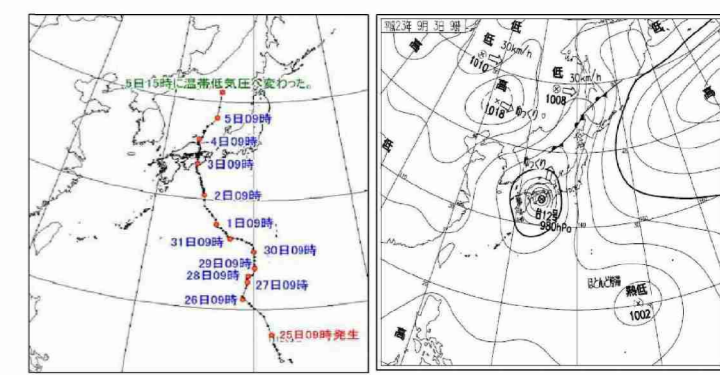 5日15時に温帯低気圧へ変わった。
5日09時
4日09時
3日09時
2日09時
1日09時
31日09時
30日09時
29日09時
28日09時
27日09時
26日09時
25日09時発生
平成23年 9月 3日 9時
低
低
高
低
30km/h
1010
低
30km/h
1008
高
1018
ゆっくり
高
高
ゆっくり
台12号
980hPa
ほとんど停滞
熱低
1002
高